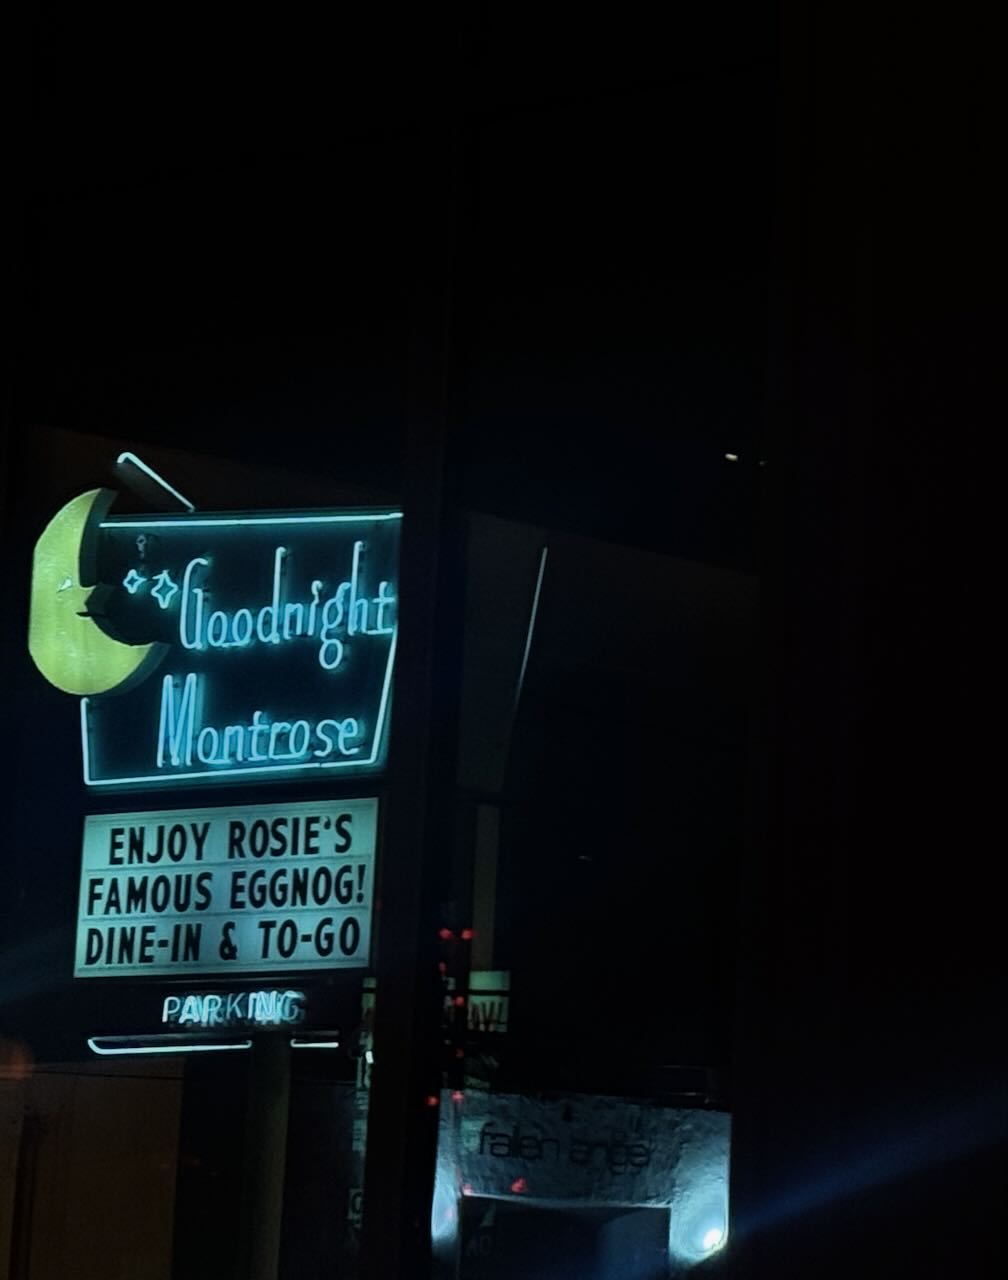 Goodnight
Montrose
ENJOY ROSIE'S
FAMOUS EGGNOG!
DINE-IN & TO-GO
PARKING
fallen angel